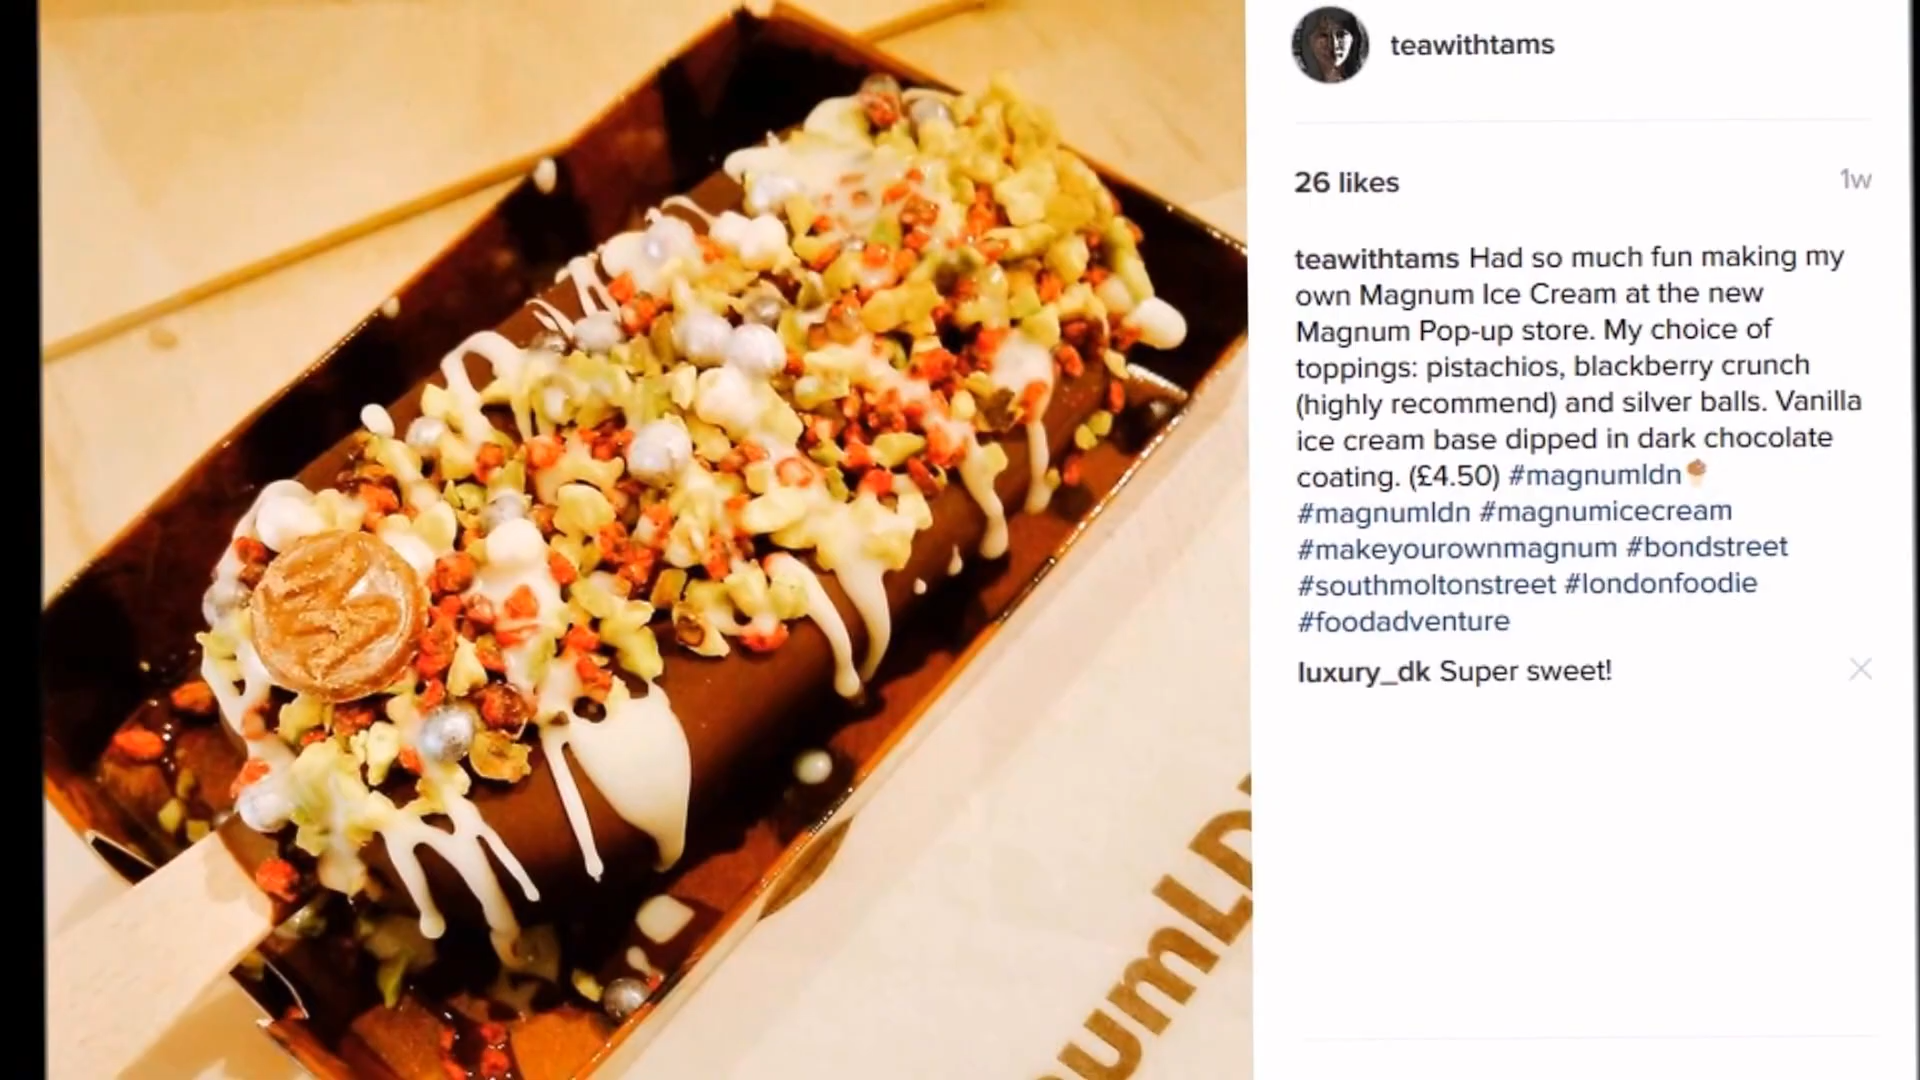 teawithtams
26 likes
1w
teawithtams Had so much fun making my
own Magnum Ice Cream at the new
Magnum Pop-up store. My choice of
toppings: pistachios, blackberry crunch
(highly recommend) and silver balls. Vanilla
ice cream base dipped in dark chocolate
coating. (£4.50) #magnumldn
#magnumldn #magnumicecream
#makeyourownmagnum #bondstreet
#southmoltonstreet #londonfoodie
#foodadventure
luxury_dk Super sweet!
M
numLD